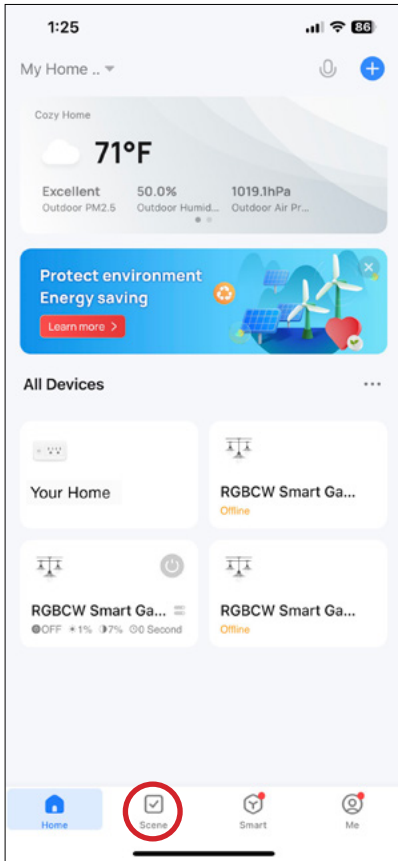 1:25 86
My Home ..
Cozy Home
71°F
Excellent 50.0% 1019.1hPa
Outdoor PM2.5 Outdoor Humid... Outdoor Air Pr...
Protect environment
Energy saving
Learn more >
All Devices ...
Your Home
RGBCW Smart Ga...
Offline
RGBCW Smart Ga...
OFF 1% 7% 0 Second
RGBCW Smart Ga...
Offline
Home Scene Smart Me